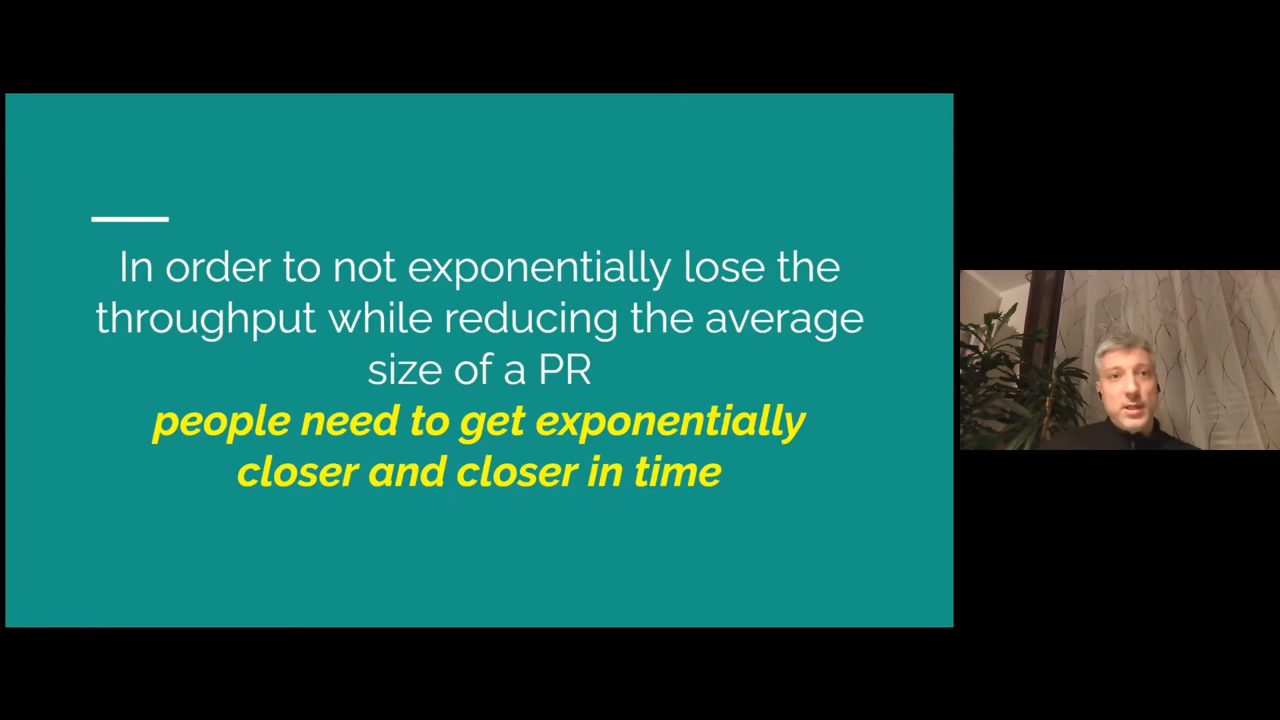 In order to not exponentially lose the
throughput while reducing the average
size of a PR
people need to get exponentially
closer and closer in time